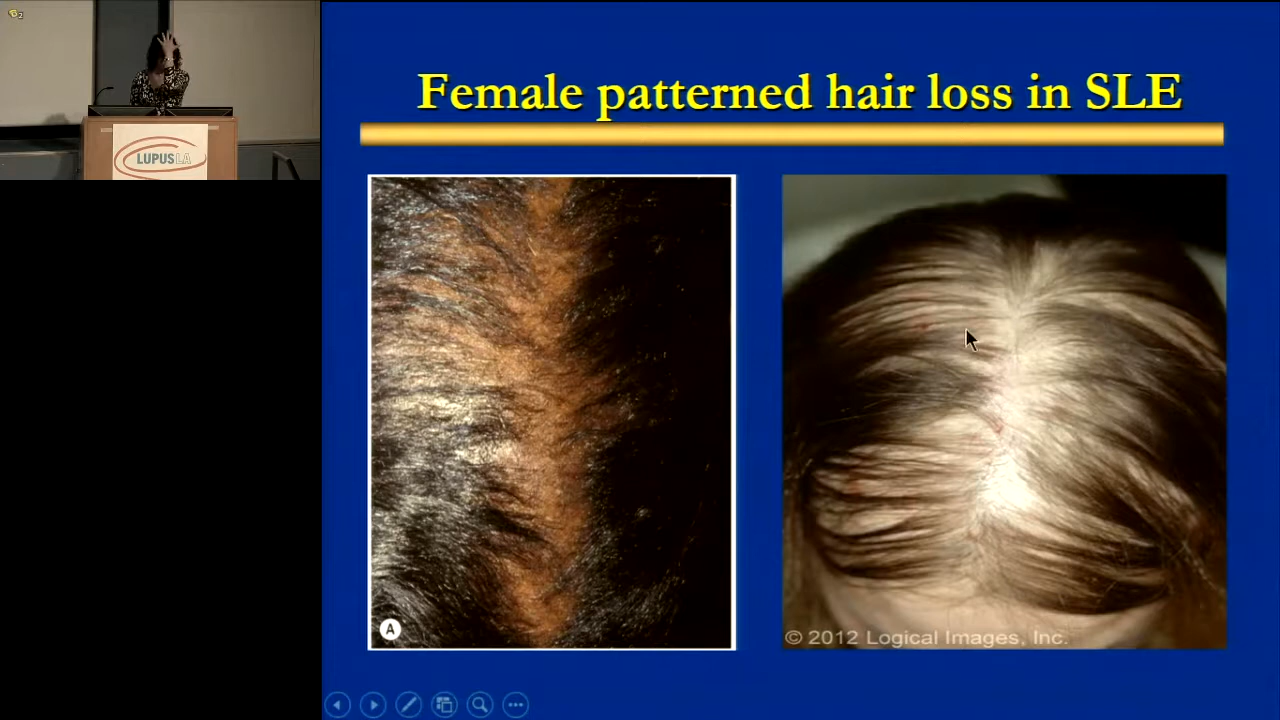 Female patterned hair loss in SLE
LUPUS LA
A
© 2012 Logical Images, Inc.